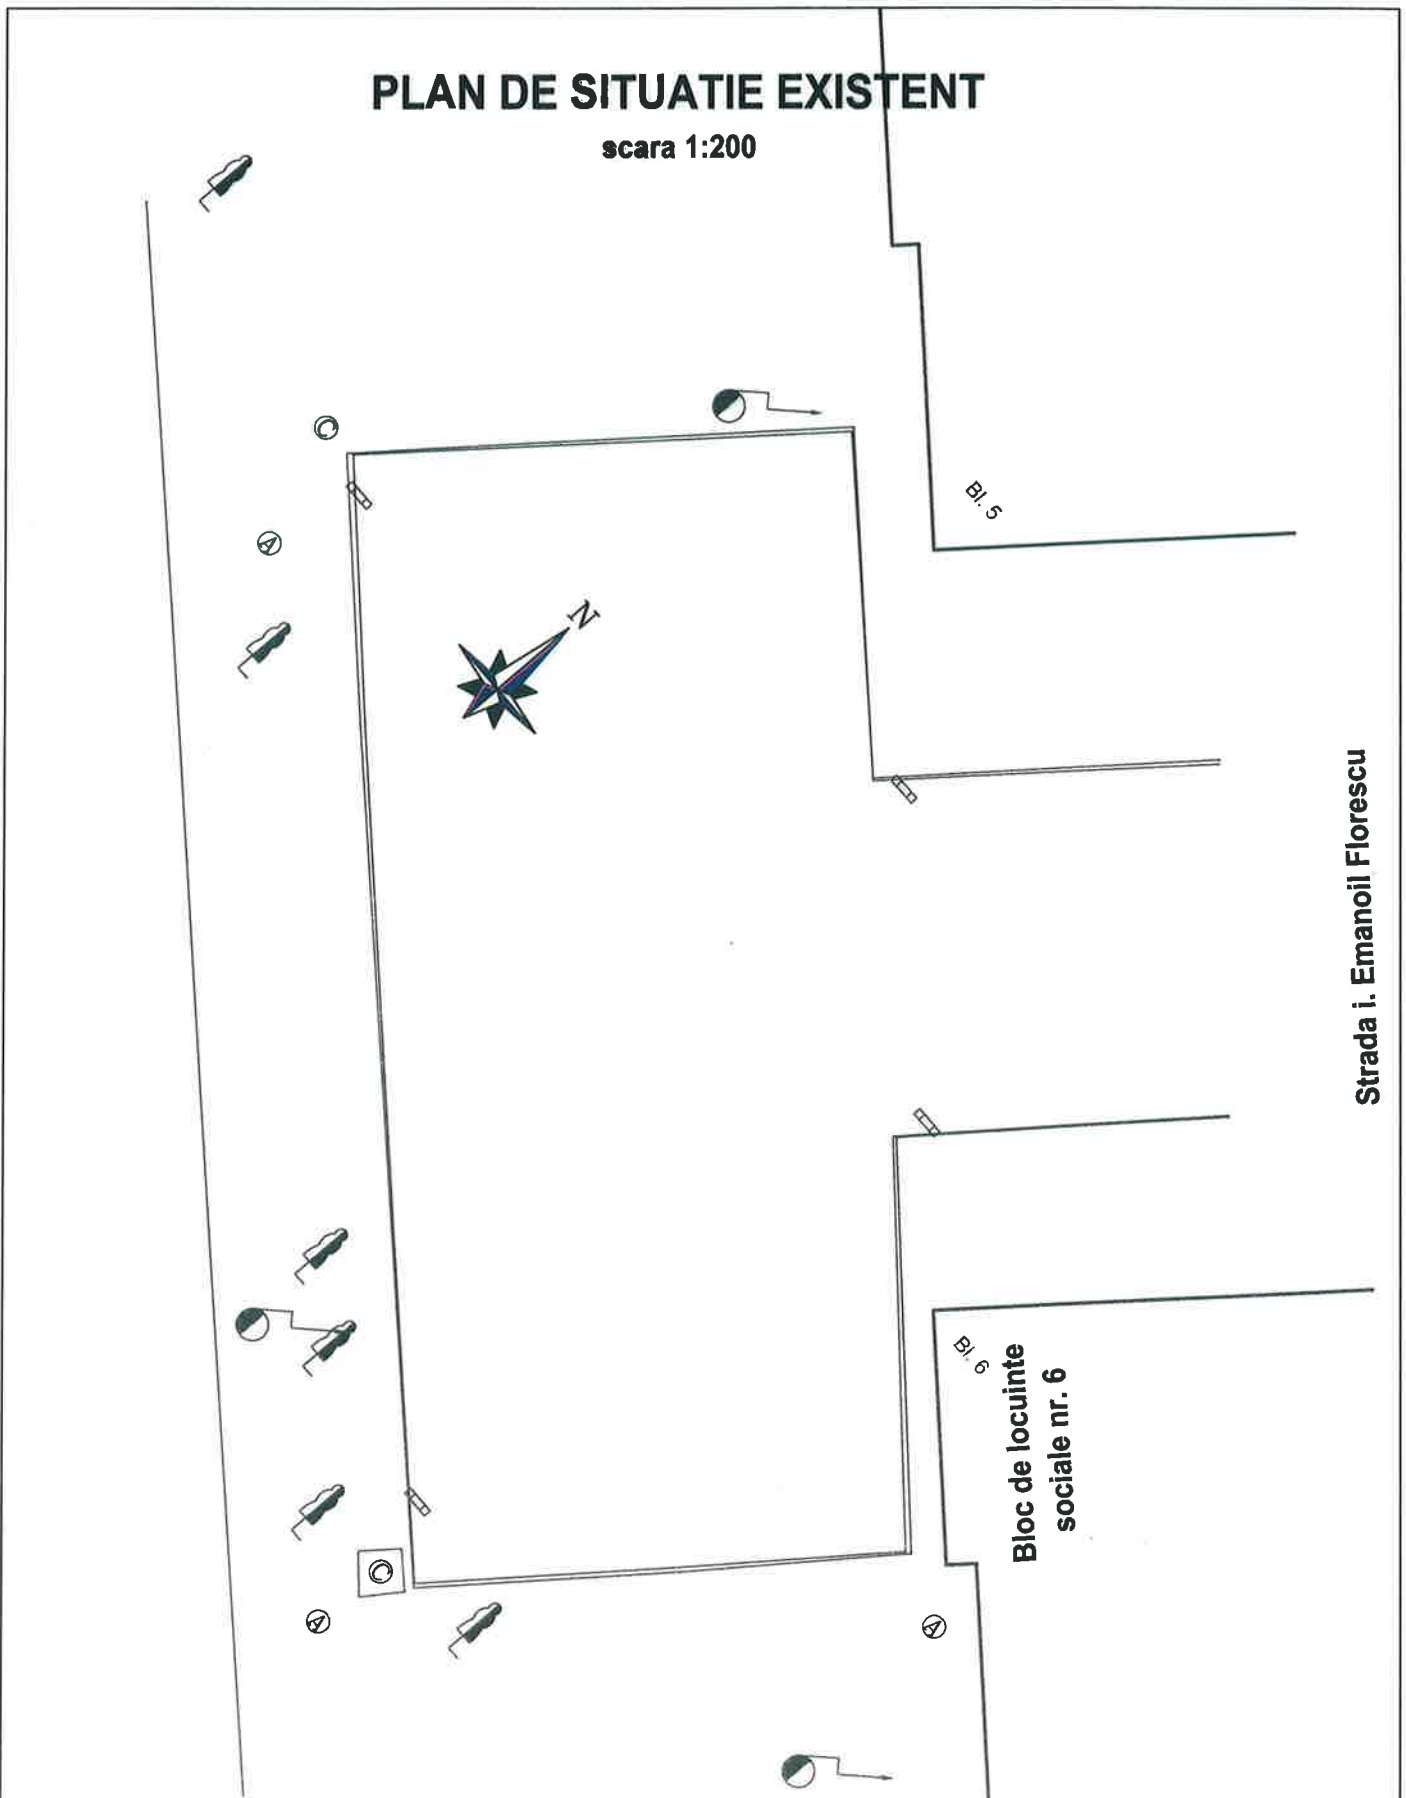 PLAN DE SITUATIE EXISTENT
scara 1:200
C
Bl. 5
A
N
Strada i. Emanoil Florescu
Bl. 6
Bloc de locuinte
sociale nr. 6
C
A
A